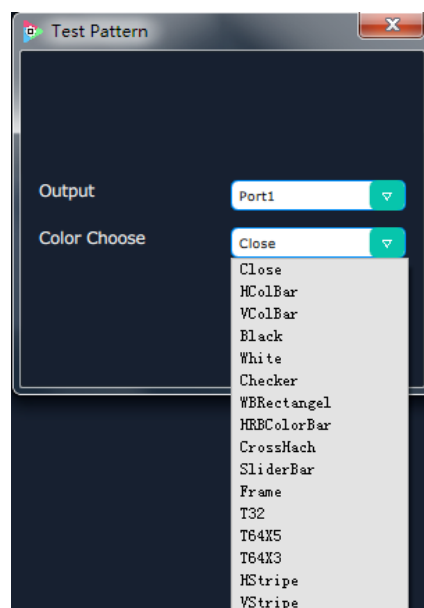 Test Pattern
Output
Port1
Color Choose
Close
Close
HColBar
VColBar
Black
White
Checker
WBRectangel
HRBColorBar
CrossHach
SliderBar
Frame
T32
T64X5
T64X3
HStripe
VStripe